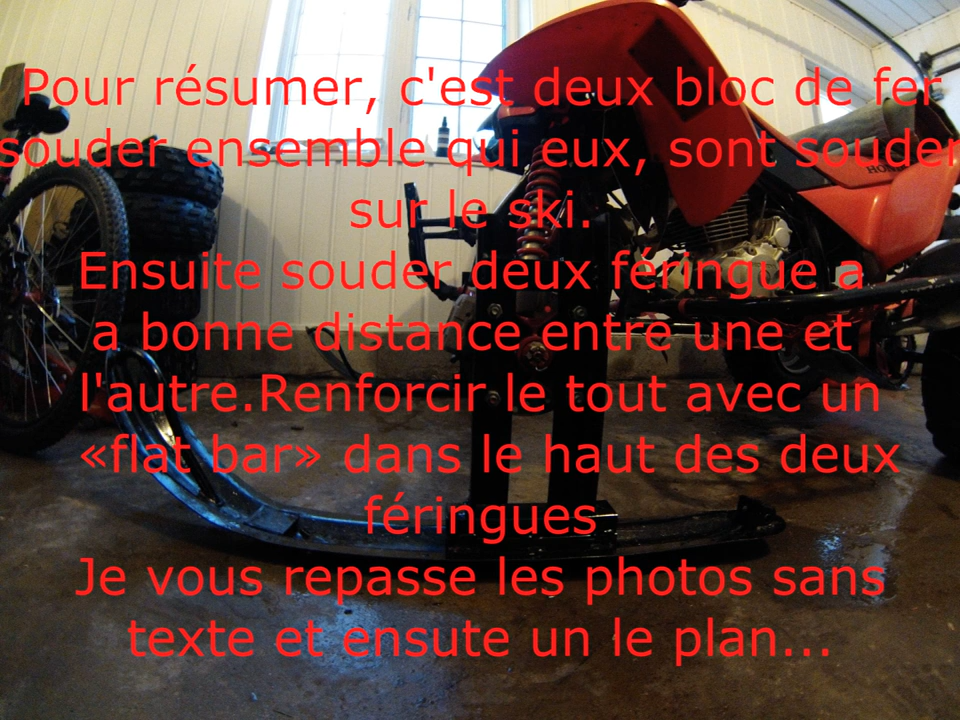 Pour résumer, c'est deux bloc de fer
souder ensemble qui eux, sont souder
sur le ski.
Ensuite souder deux féringue a
a bonne distance entre une et
l'autre.Renforcir le tout avec un
«flat bar» dans le haut des deux
féringues
Je vous repasse les photos sans
texte et ensute un le plan...
HONDA